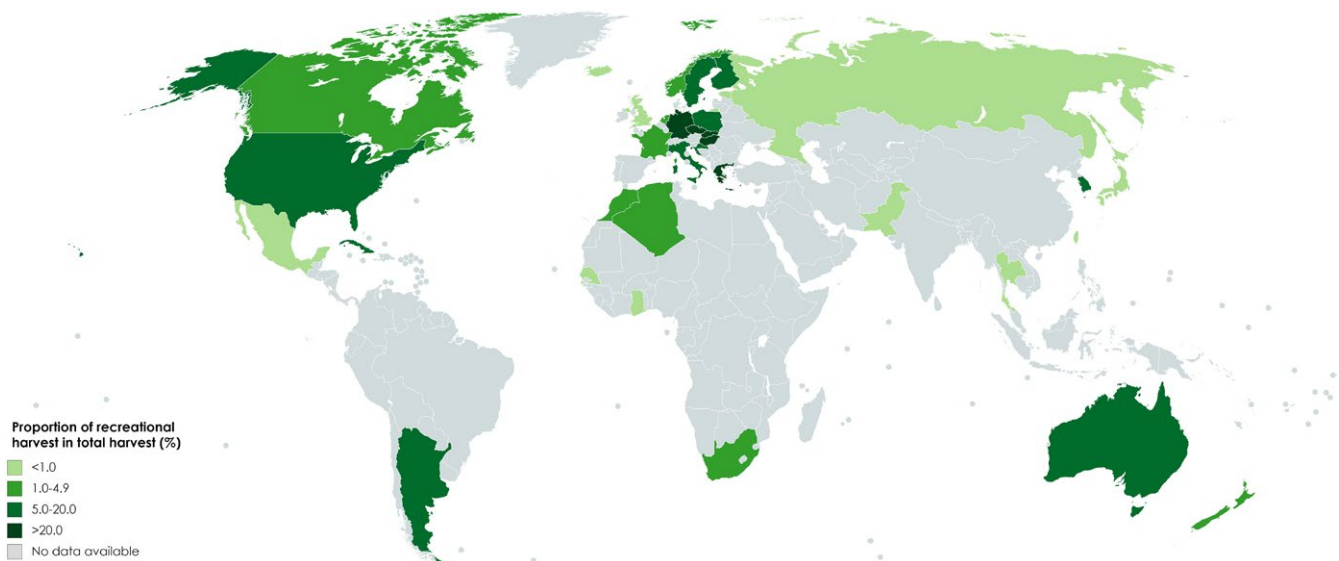 Proportion of recreational
harvest in total harvest (%)
<1.0
1.0-4.9
5.0-20.0
>20.0
No data available